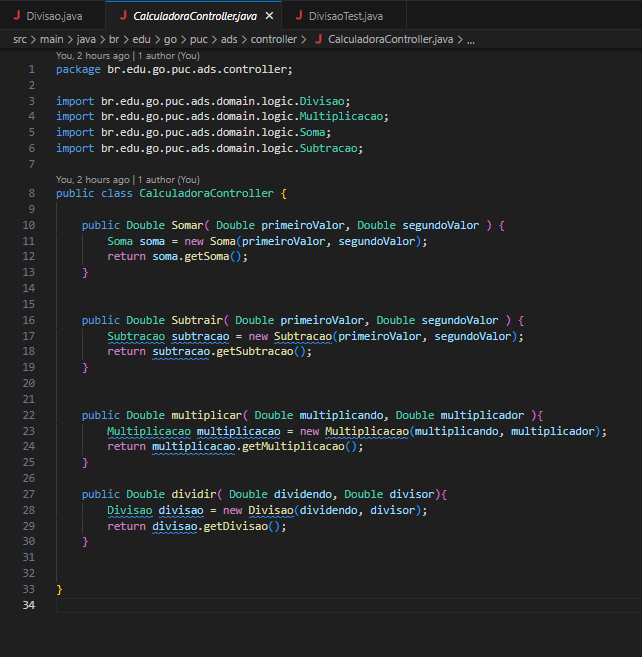 Divisao.java
CalculadoraController.java ×
DivisaoTest.java
src > main > java > br > edu > go > puc > ads > controller > CalculadoraController.java > ...
You, 2 hours ago | 1 author (You)
1 package br.edu.go.puc.ads.controller;
2
3 import br.edu.go.puc.ads.domain.logic.Divisao;
4 import br.edu.go.puc.ads.domain.logic.Multiplicacao;
5 import br.edu.go.puc.ads.domain.logic.Soma;
6 import br.edu.go.puc.ads.domain.logic.Subtracao;
7
You, 2 hours ago | 1 author (You)
8 public class CalculadoraController {
9
10 public Double Somar( Double primeiroValor, Double segundoValor ) {
11 Soma soma = new Soma(primeiroValor, segundoValor);
12 return soma.getSoma();
13 }
14
15
16 public Double Subtrair( Double primeiroValor, Double segundoValor ) {
17 Subtracao subtracao = new Subtracao(primeiroValor, segundoValor);
18 return subtracao.getSubtracao();
19 }
20
21
22 public Double multiplicar( Double multiplicando, Double multiplicador ){
23 Multiplicacao multiplicacao = new Multiplicacao(multiplicando, multiplicador);
24 return multiplicacao.getMultiplicacao();
25 }
26
27 public Double dividir( Double dividendo, Double divisor){
28 Divisao divisao = new Divisao(dividendo, divisor);
29 return divisao.getDivisao();
30 }
31
32
33 }
34